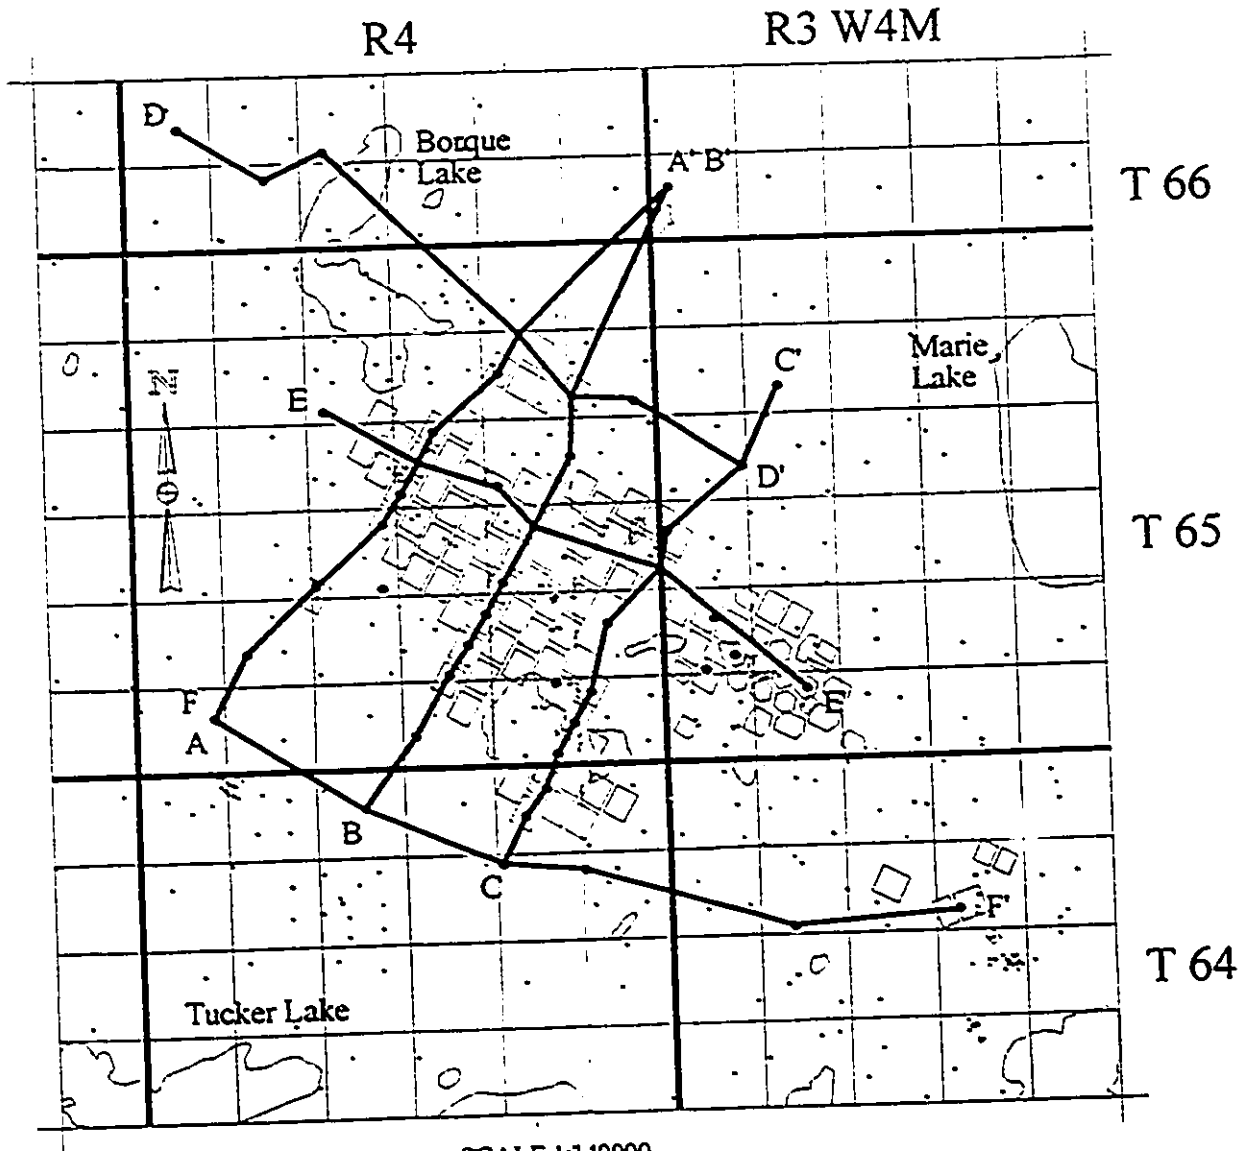 R4
R3 W4M
D'
Borque
Lake
A' B'
T 66
Marie
Lake
C'
N
E
D'
T 65
F
A
E
B
C
F'
T 64
Tucker Lake